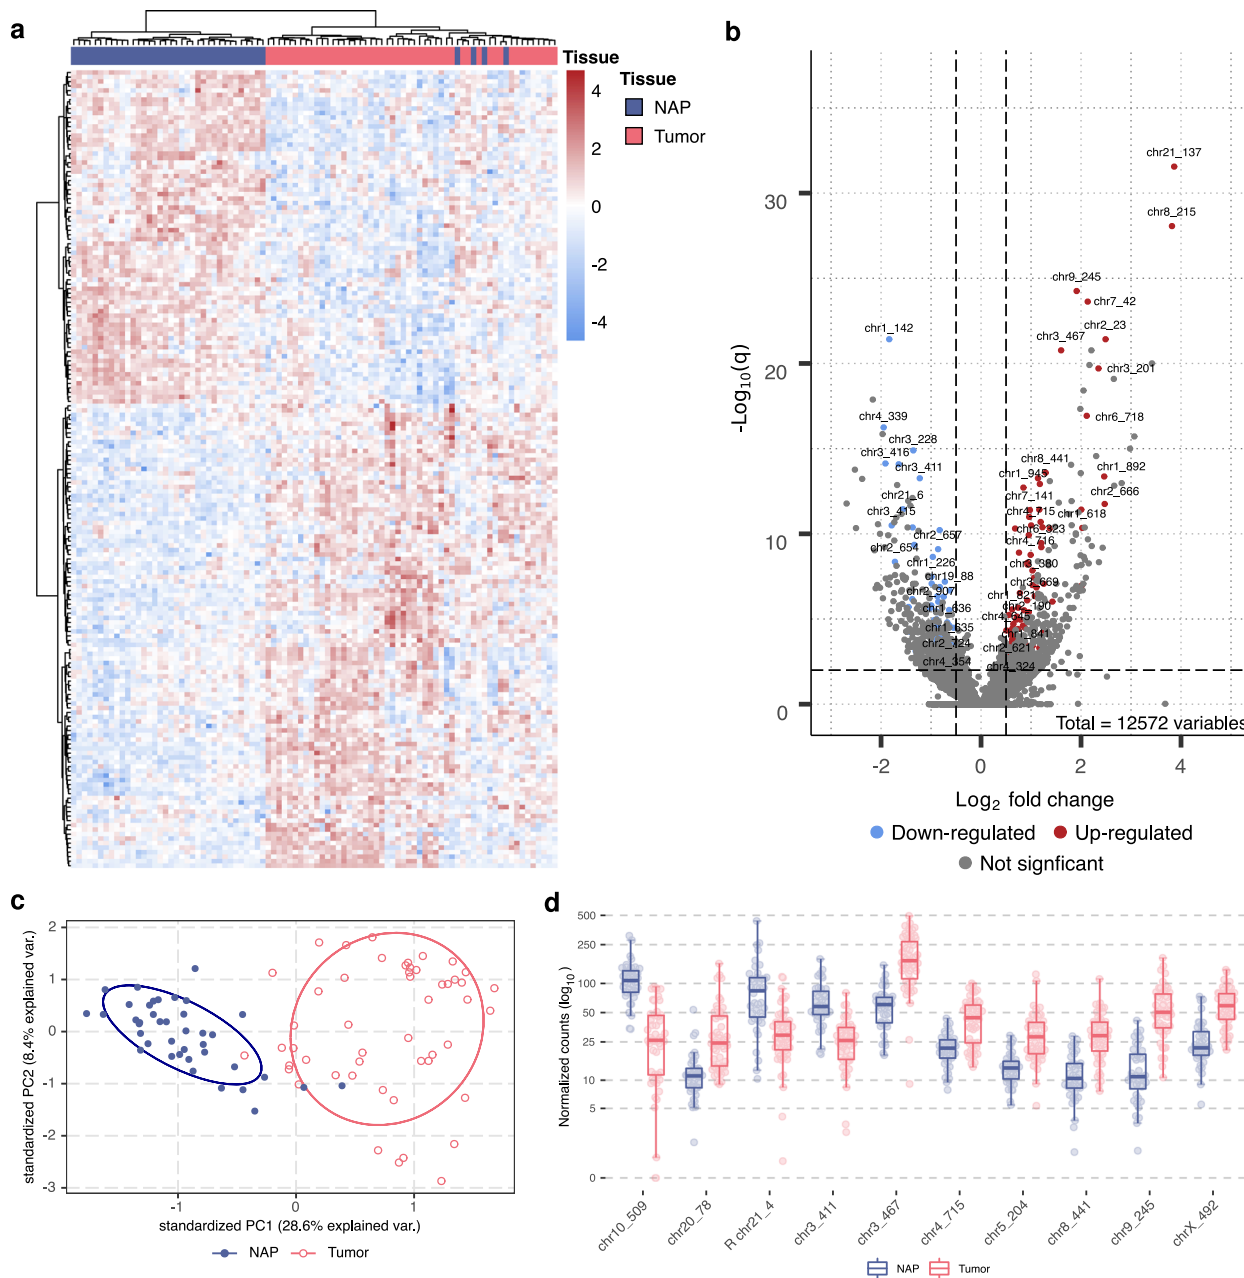 a
Tissue
4
2
0
-2
-4
Tissue
NAP
Tumor
b
-Log10(q)
30
20
10
0
chr21_137
chr8_215
chr9_245
chr7_42
chr2_23
chr3_467
chr3_201
chr6_718
chr1_142
chr4_339
chr3_228
chr3_416
chr3_411
chr21_6
chr3_415
chr2_657
chr2_654
chr1_226
chr19_88
chr2_907
chr1_636
chr1_635
chr2_724
chr4_354
chr8_441
chr1_945
chr1_892
chr7_141
chr2_666
chr4_715
chr1_618
chr6_323
chr4_716
chr3_380
chr3_669
chr1_821
chr2_190
chr4_645
chr1_841
chr2_621
chr4_324
Total = 12572 variables
-2
0
2
4
Log2 fold change
Down-regulated
Up-regulated
Not signficant
c
standardized PC2 (8.4% explained var.)
2
1
0
-1
-2
-3
-1
0
1
standardized PC1 (28.6% explained var.)
NAP
Tumor
d
Normalized counts (log10)
500
250
100
50
25
10
5
0
chr10_509
chr20_78
R chr21_4
chr3_411
chr3_467
chr4_715
chr5_204
chr8_441
chr9_245
chrX_492
NAP
Tumor